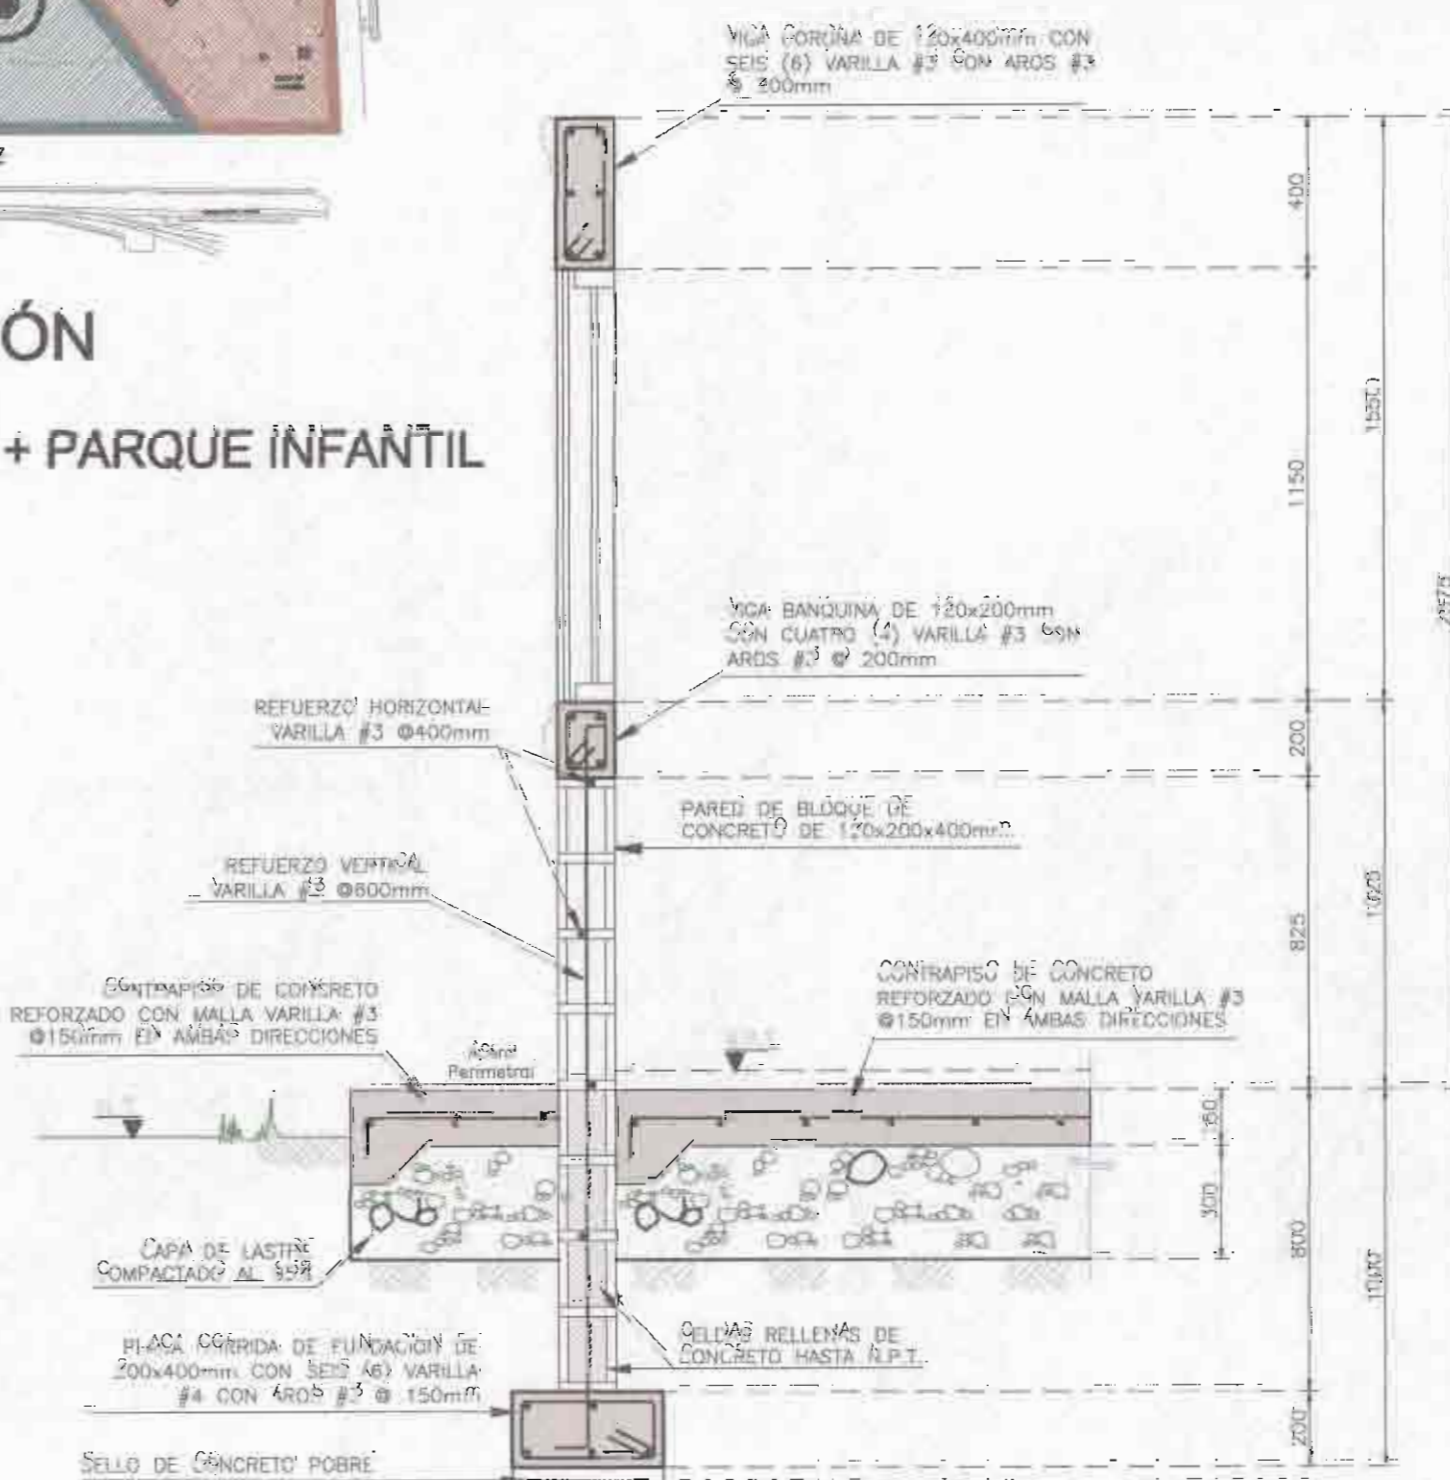 ÓN
+ PARQUE INFANTIL
VIGA CORONA DE 120x400mm CON
SEIS (6) VARILLA #3 CON AROS #3
@ 200mm
400
1150
1550
VIGA BANQUINA DE 120x200mm
CON CUATRO (4) VARILLA #3 CON
AROS #3 @ 200mm
REFUERZO HORIZONTAL
VARILLA #3 @400mm
200
PARED DE BLOQUE DE
CONCRETO DE 120x200x400mm
REFUERZO VERTICAL
VARILLA #3 @600mm
825
1025
CONTRAPISO DE CONCRETO
REFORZADO CON MALLA VARILLA #3
@150mm EN AMBAS DIRECCIONES
CONTRAPISO DE CONCRETO
REFORZADO CON MALLA VARILLA #3
@150mm EN AMBAS DIRECCIONES
Acera
Perimetral
300
800
1000
CAPA DE LASTRE
COMPACTADO AL 95%
CELDAS RELLENAS DE
CONCRETO HASTA N.P.T.
PLACA CORRIDA DE FUNDACION DE
200x400mm CON SEIS (6) VARILLA
#4 CON AROS #3 @ 150mm
200
SELLO DE CONCRETO POBRE